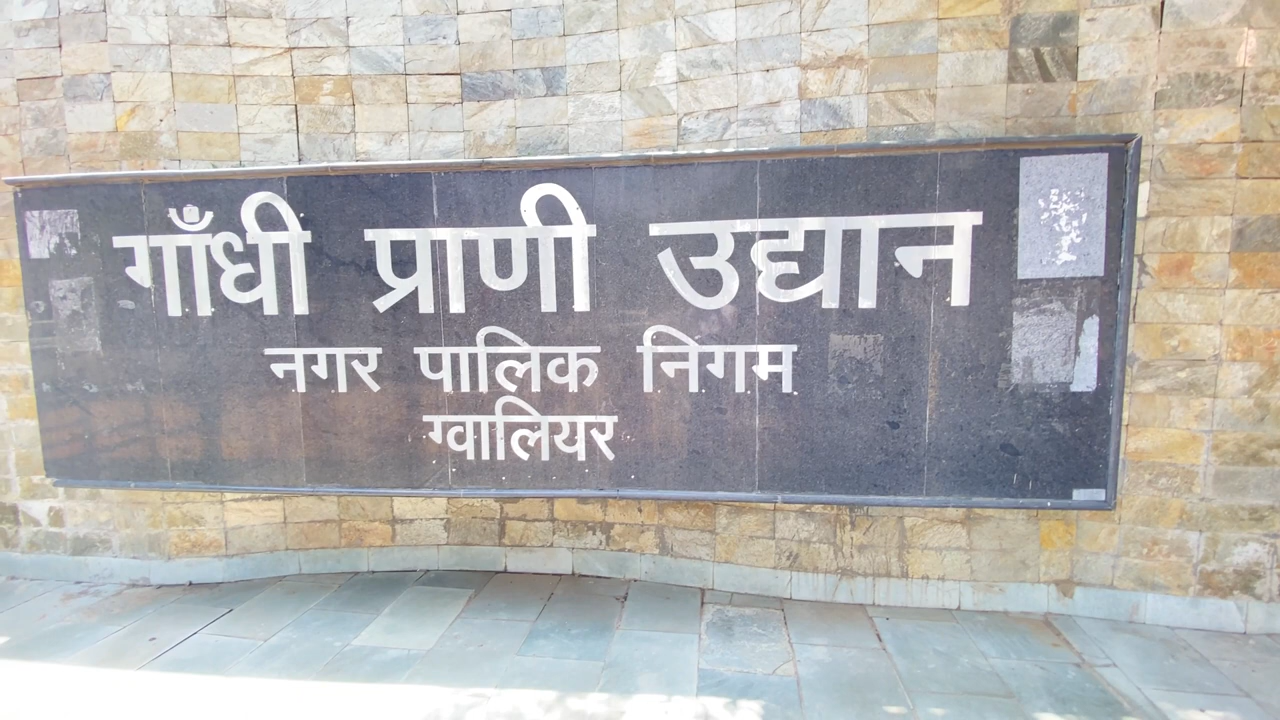 गाँधी प्राणी उद्यान
नगर पालिक निगम
ग्वालियर